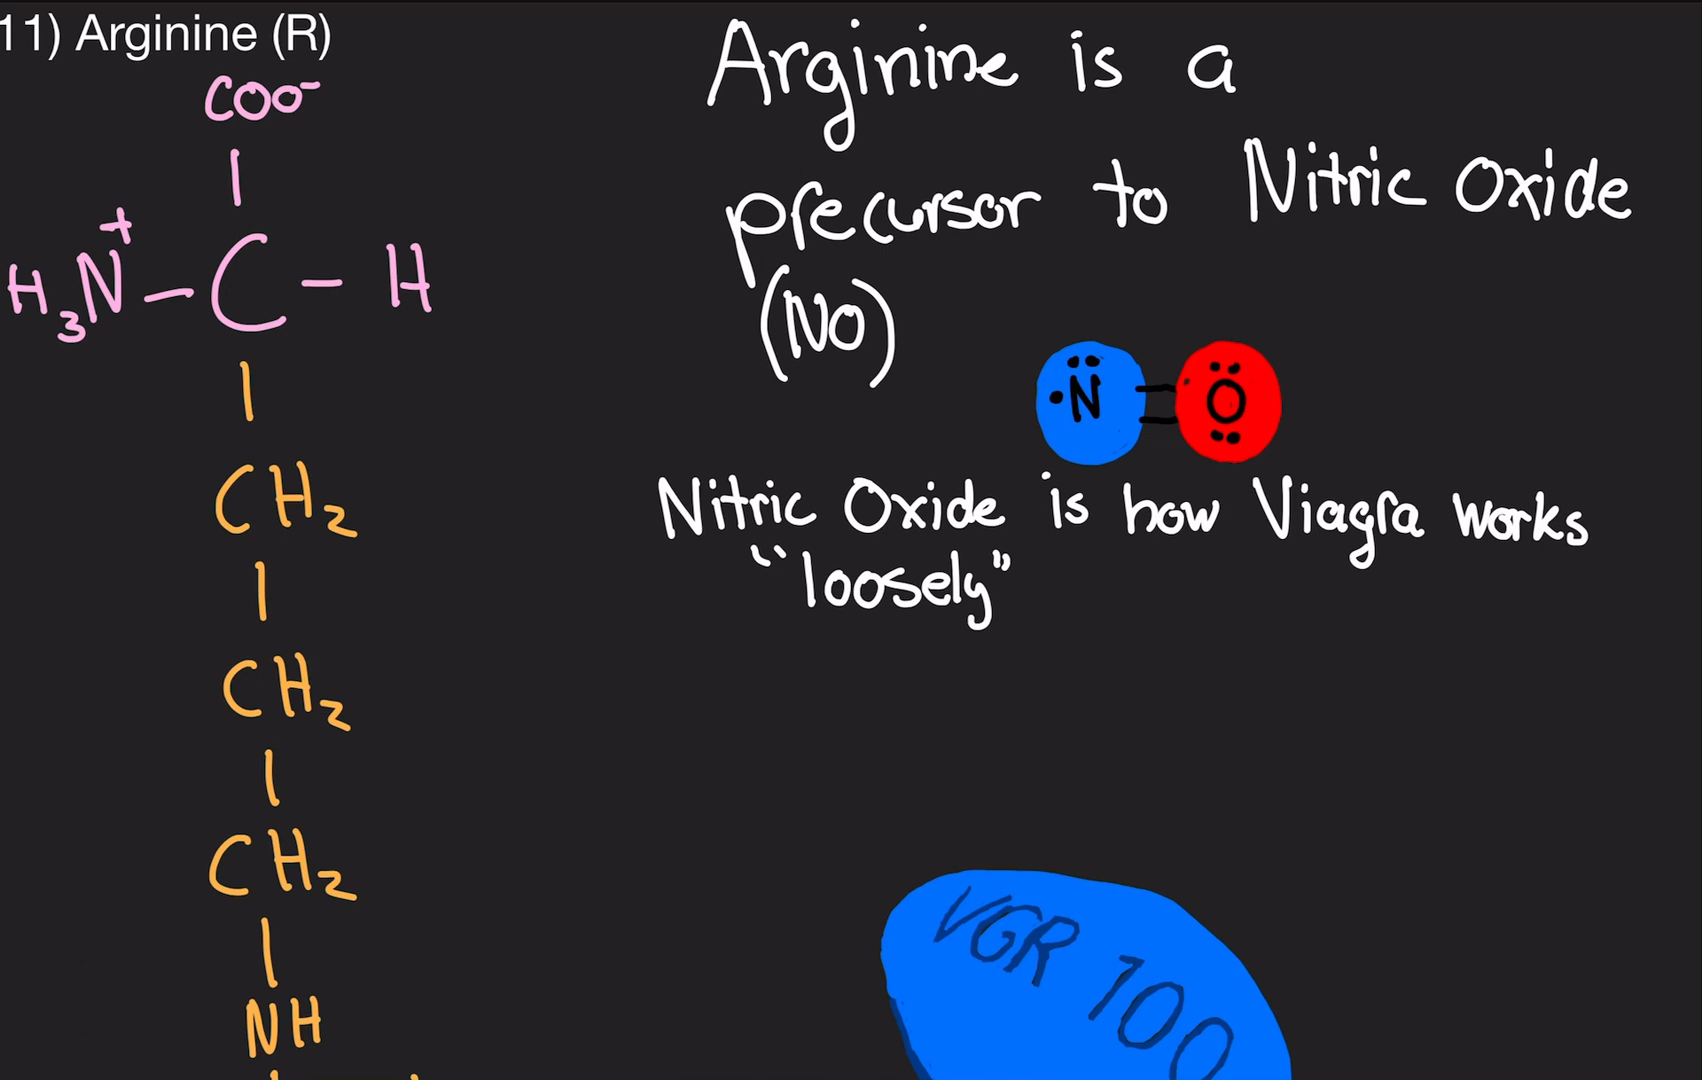 11) Arginine (R)
COO⁻
H₃N⁺ – C – H
CH₂
CH₂
CH₂
NH
Arginine is a
precursor to Nitric Oxide
(NO)
N = O
Nitric Oxide is how Viagra works
"loosely"
VGR 100